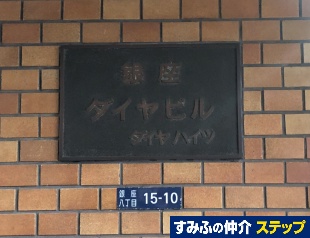 銀座
ダイヤビル
ダイヤハイツ
銀座
八丁目 15-10
すみふの仲介 ステップ